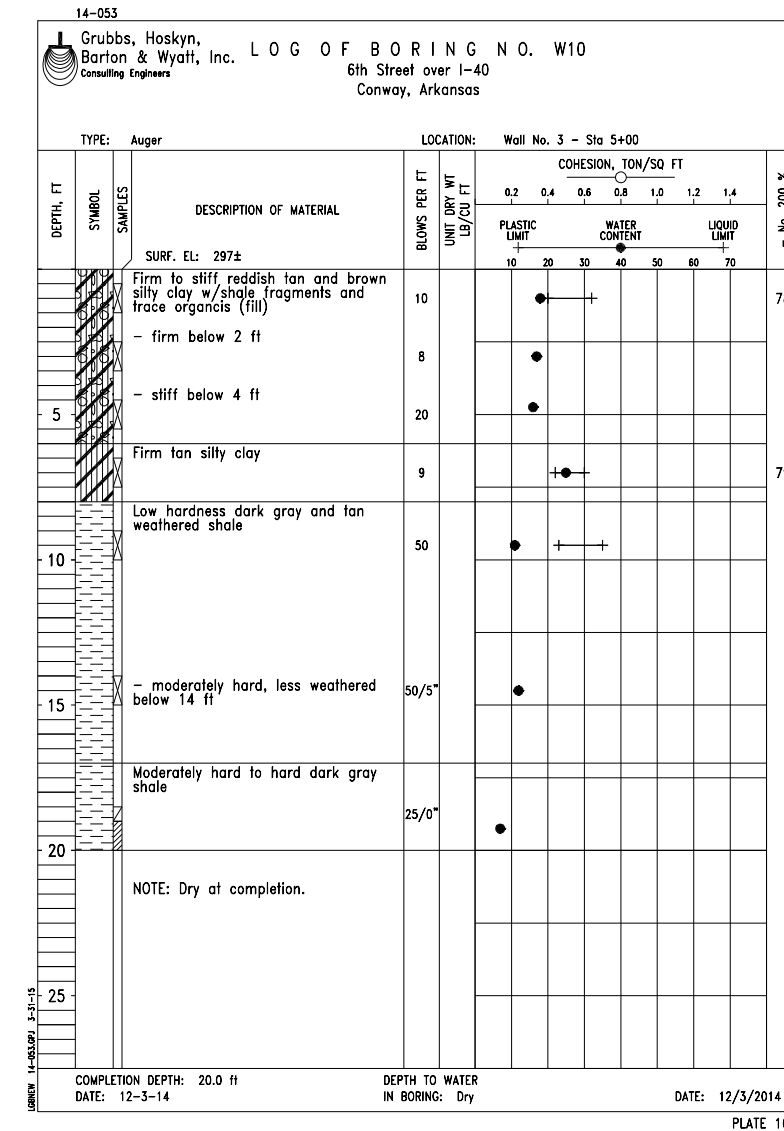 14-053
Grubbs, Hoskyn,
Barton & Wyatt, Inc.
Consulting Engineers
LOG OF BORING NO. W10
6th Street over I-40
Conway, Arkansas
TYPE: Auger
LOCATION: Wall No. 3 - Sta 5+00
DEPTH, FT
SYMBOL
SAMPLES
DESCRIPTION OF MATERIAL
SURF. EL: 297±
BLOWS PER FT
UNIT DRY WT
LB/CU FT
COHESION, TON/SQ FT
0.2 0.4 0.6 0.8 1.0 1.2 1.4
PLASTIC LIMIT
WATER CONTENT
LIQUID LIMIT
10 20 30 40 50 60 70
- No. 200 %
Firm to stiff reddish tan and brown
silty clay w/shale fragments and
trace organcis (fill)
10
7
- firm below 2 ft
8
- stiff below 4 ft
5
20
Firm tan silty clay
9
7
Low hardness dark gray and tan
weathered shale
50
10
- moderately hard, less weathered
below 14 ft
50/5"
15
Moderately hard to hard dark gray
shale
25/0"
20
NOTE: Dry at completion.
25
LGBNEW 14-053.GPJ 3-31-15
COMPLETION DEPTH: 20.0 ft
DATE: 12-3-14
DEPTH TO WATER
IN BORING: Dry
DATE: 12/3/2014
PLATE 1